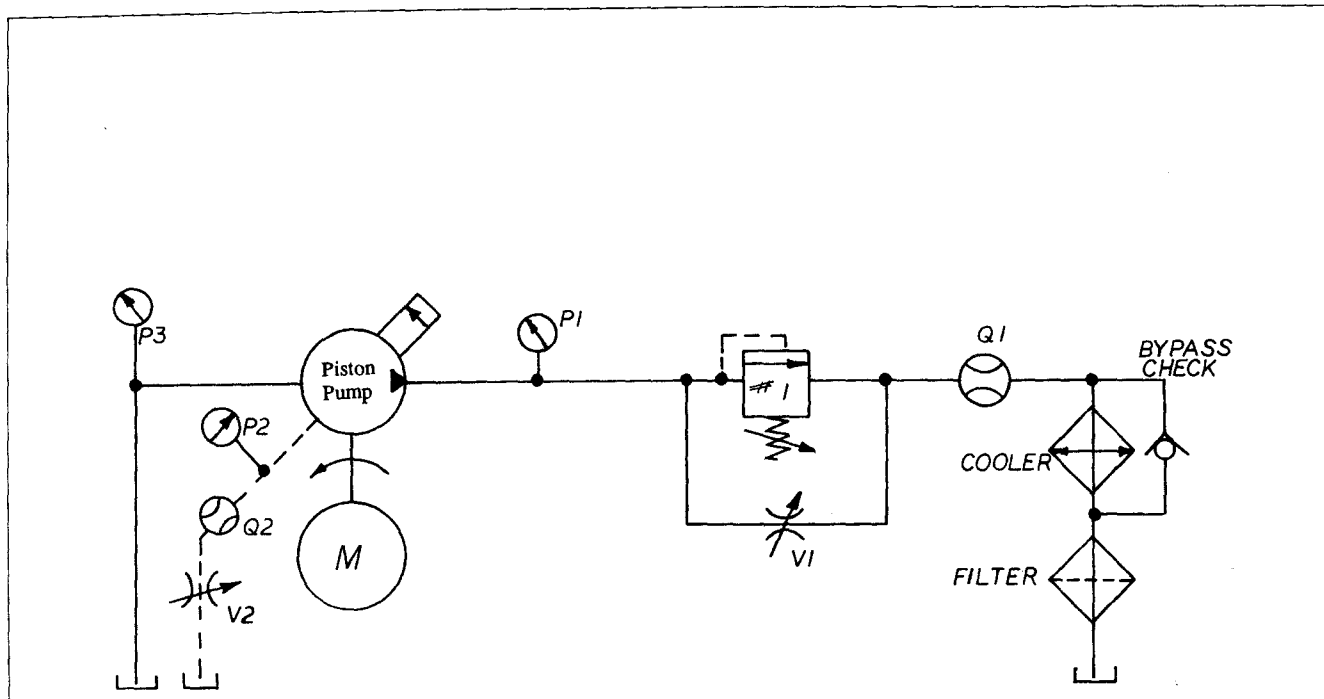 P3
Piston
Pump
P1
Q1
BYPASS
CHECK
# 1
P2
COOLER
Q2
M
V1
FILTER
V2